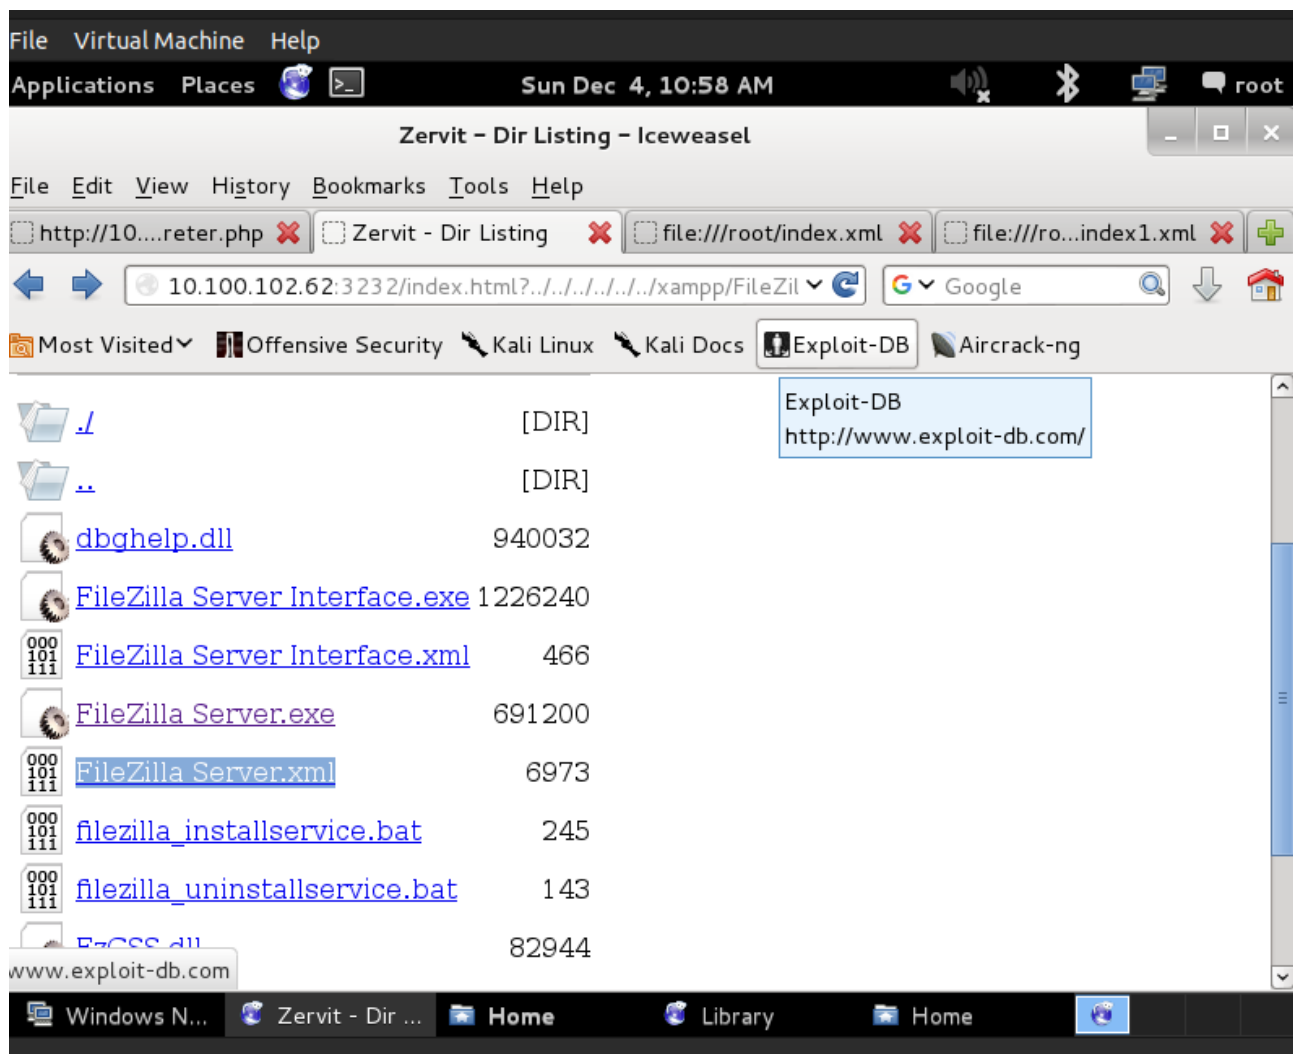 File Virtual Machine Help
Applications Places Sun Dec 4, 10:58 AM root
Zervit - Dir Listing - Iceweasel
File Edit View History Bookmarks Tools Help
http://10....reter.php Zervit - Dir Listing file:///root/index.xml file:///ro...index1.xml
10.100.102.62:3232/index.html?../../../../../../xampp/FileZil Google
Most Visited Offensive Security Kali Linux Kali Docs Exploit-DB Aircrack-ng
Exploit-DB
http://www.exploit-db.com/
./ [DIR]
.. [DIR]
dbghelp.dll 940032
FileZilla Server Interface.exe 1226240
FileZilla Server Interface.xml 466
FileZilla Server.exe 691200
FileZilla Server.xml 6973
filezilla_installservice.bat 245
filezilla_uninstallservice.bat 143
FzGSS.dll 82944
www.exploit-db.com
Windows N... Zervit - Dir ... Home Library Home